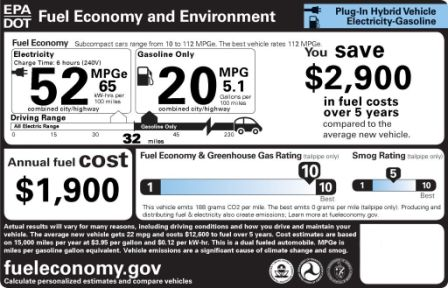 EPA
DOT
Fuel Economy and Environment
Plug-In Hybrid Vehicle
Electricity-Gasoline
Fuel Economy
Subcompact cars range from 10 to 112 MPGe. The best vehicle rates 112 MPGe.
Electricity
Charge Time: 6 hours (240V)
52
MPGe
65
kW-hrs per
100 miles
combined city/highway
Gasoline Only
20
MPG
5.1
Gallons per
100 miles
combined city/highway
You save
$2,900
in fuel costs
over 5 years
compared to the
average new vehicle.
Driving Range
All Electric Range
Gasoline Only
0 15 30 45 230
32 miles
Annual fuel cost
$1,900
Fuel Economy & Greenhouse Gas Rating (tailpipe only)
Smog Rating (tailpipe only)
10
1
10
Best
5
1
10
Best
This vehicle emits 188 grams CO2 per mile. The best emits 0 grams per mile (tailpipe only). Producing and
distributing fuel & electricity also create emissions; Learn more at fueleconomy.gov.
Actual results will vary for many reasons, including driving conditions and how you drive and maintain your
vehicle. The average new vehicle gets 22 mpg and costs $12,600 to fuel over 5 years. Cost estimates are based
on 15,000 miles per year at $3.95 per gallon and $0.12 per kW-hr. This is a dual fueled automobile. MPGe is
miles per gasoline gallon equivalent. Vehicle emissions are a significant cause of climate change and smog.
fueleconomy.gov
Calculate personalized estimates and compare vehicles